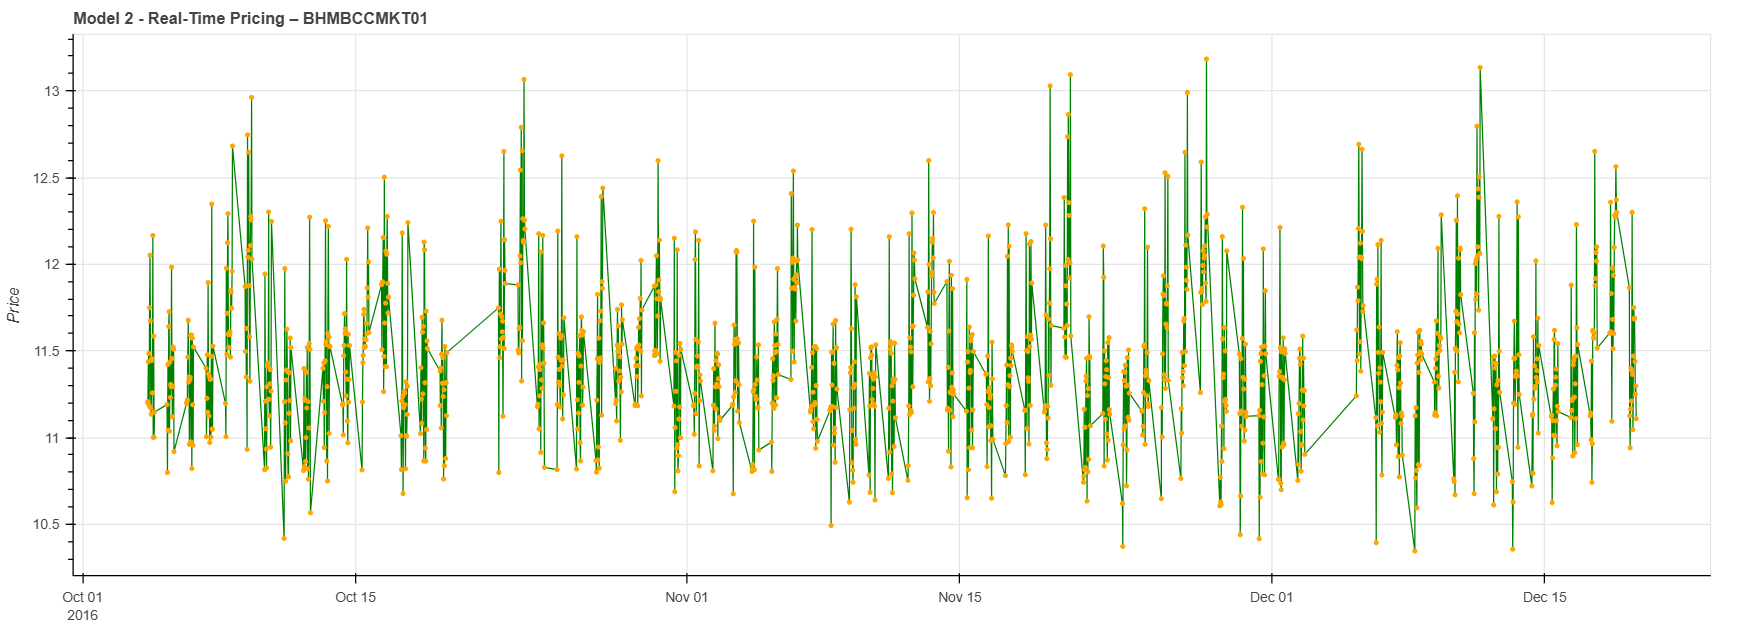 Model 2 - Real-Time Pricing – BHMBCCMKT01
Price
13
12.5
12
11.5
11
10.5
Oct 01
2016
Oct 15
Nov 01
Nov 15
Dec 01
Dec 15